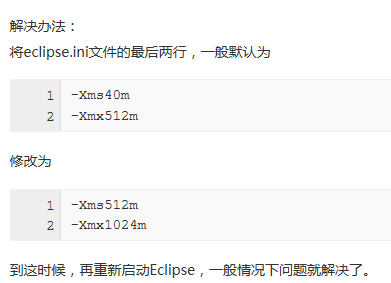 解决办法：
将eclipse.ini文件的最后两行，一般默认为
1 -Xms40m
2 -Xmx512m
修改为
1 -Xms512m
2 -Xmx1024m
到这时候，再重新启动Eclipse，一般情况下问题就解决了。